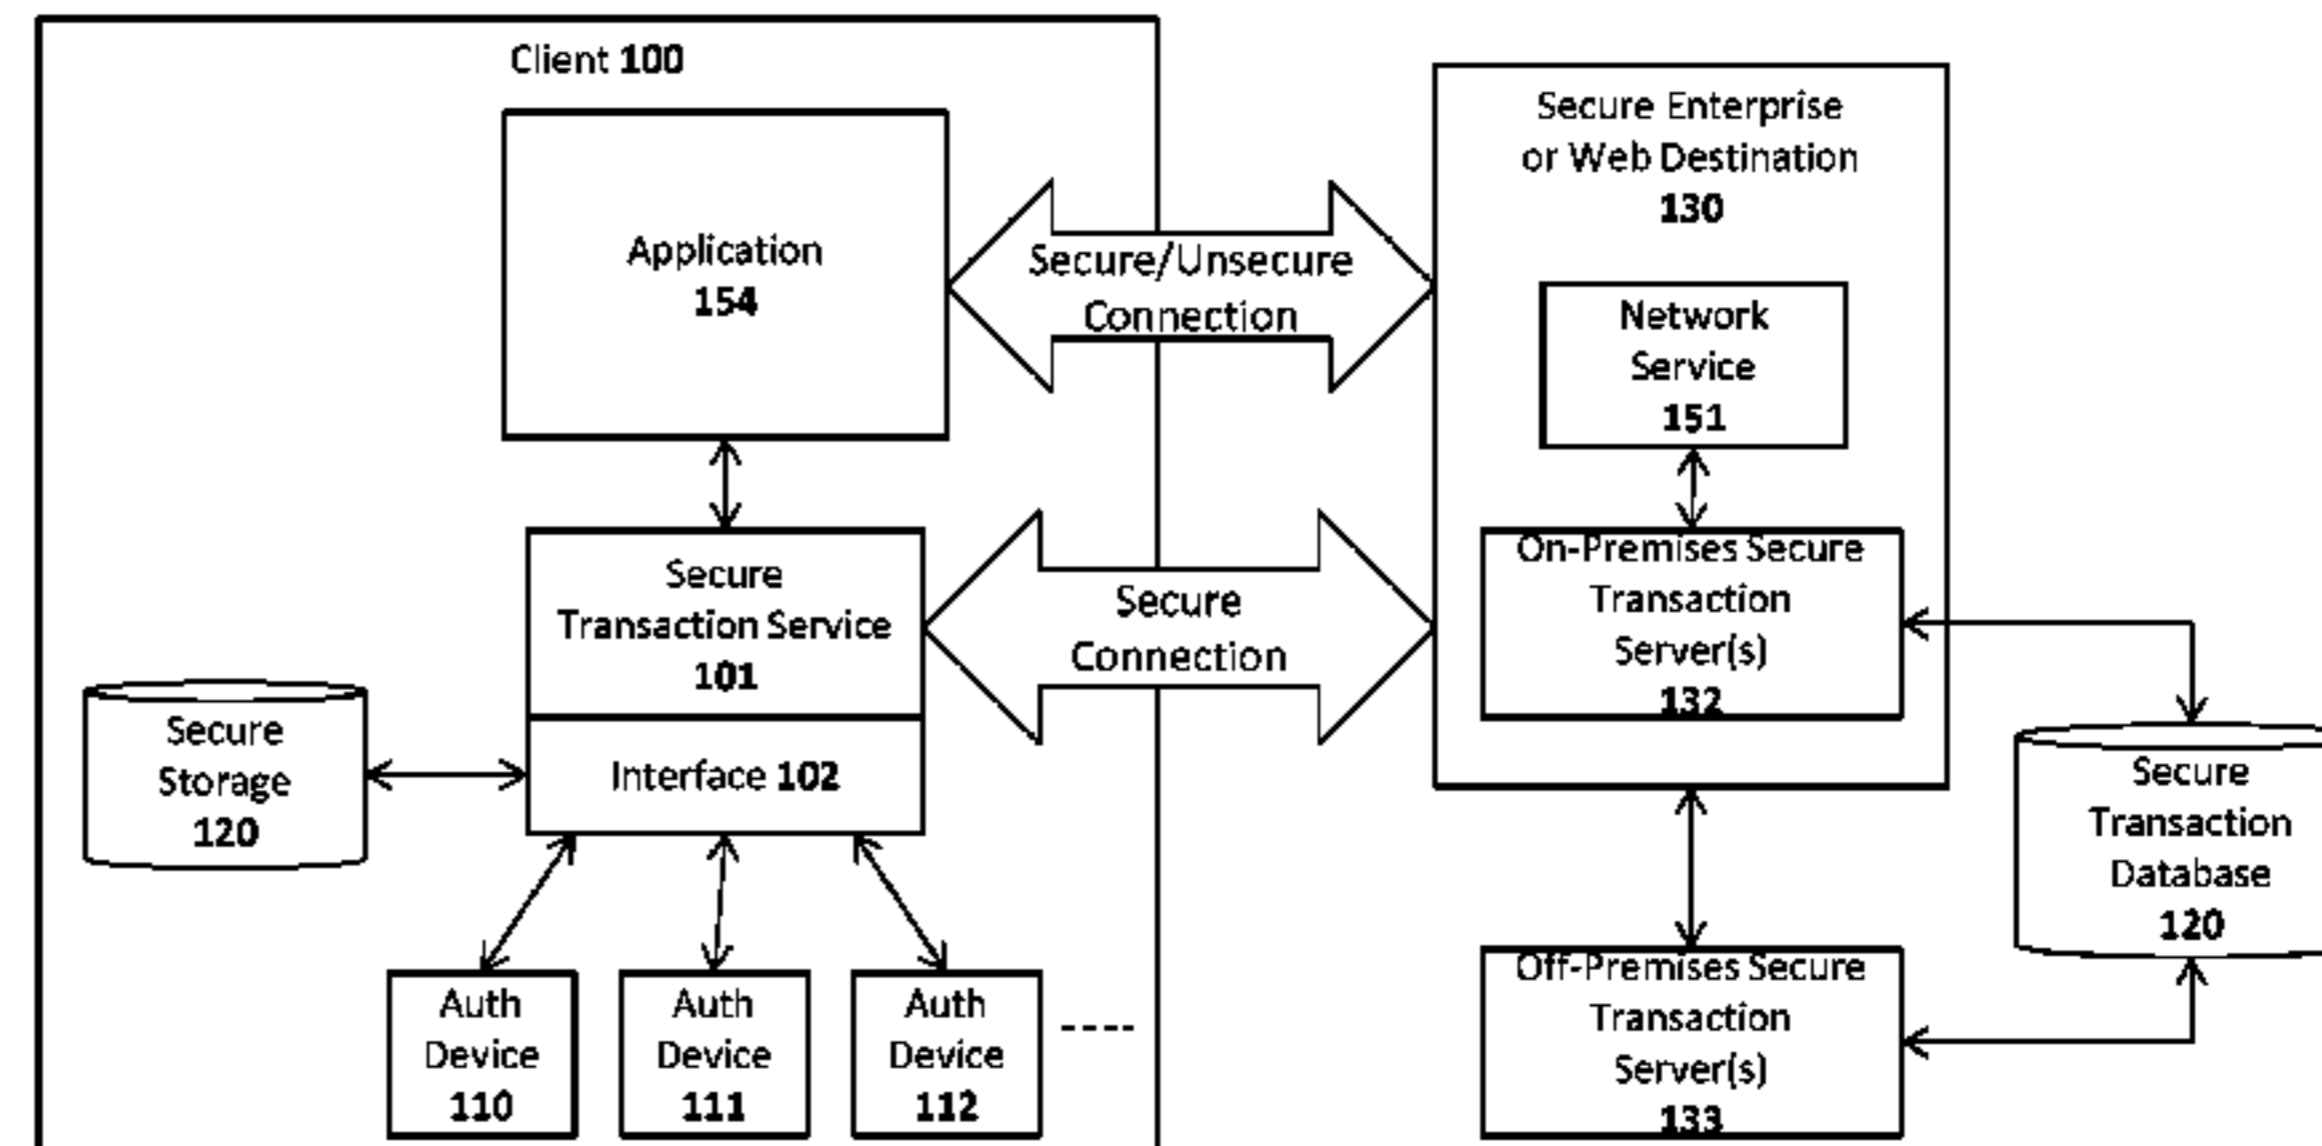 Client 100
Application
154
Secure/Unsecure
Connection
Secure Enterprise
or Web Destination
130
Network
Service
151
Secure
Transaction Service
101
Interface 102
Secure
Connection
On-Premises Secure
Transaction
Server(s)
132
Secure
Storage
120
Secure
Transaction
Database
120
Auth
Device
110
Auth
Device
111
Auth
Device
112
----
Off-Premises Secure
Transaction
Server(s)
133